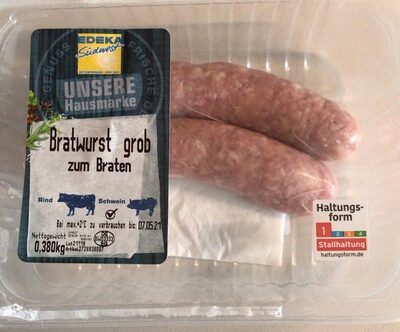 EDEKA
Südwest
UNSERE
Hausmarke
Bratwurst grob
zum Braten
Rind Schwein
Bei max.+2°C zu verbrauchen bis: 07.05.21
Nettogewicht
0,380kg
Haltungs-
form
1 2 3 4
Stallhaltung
haltungsform.de